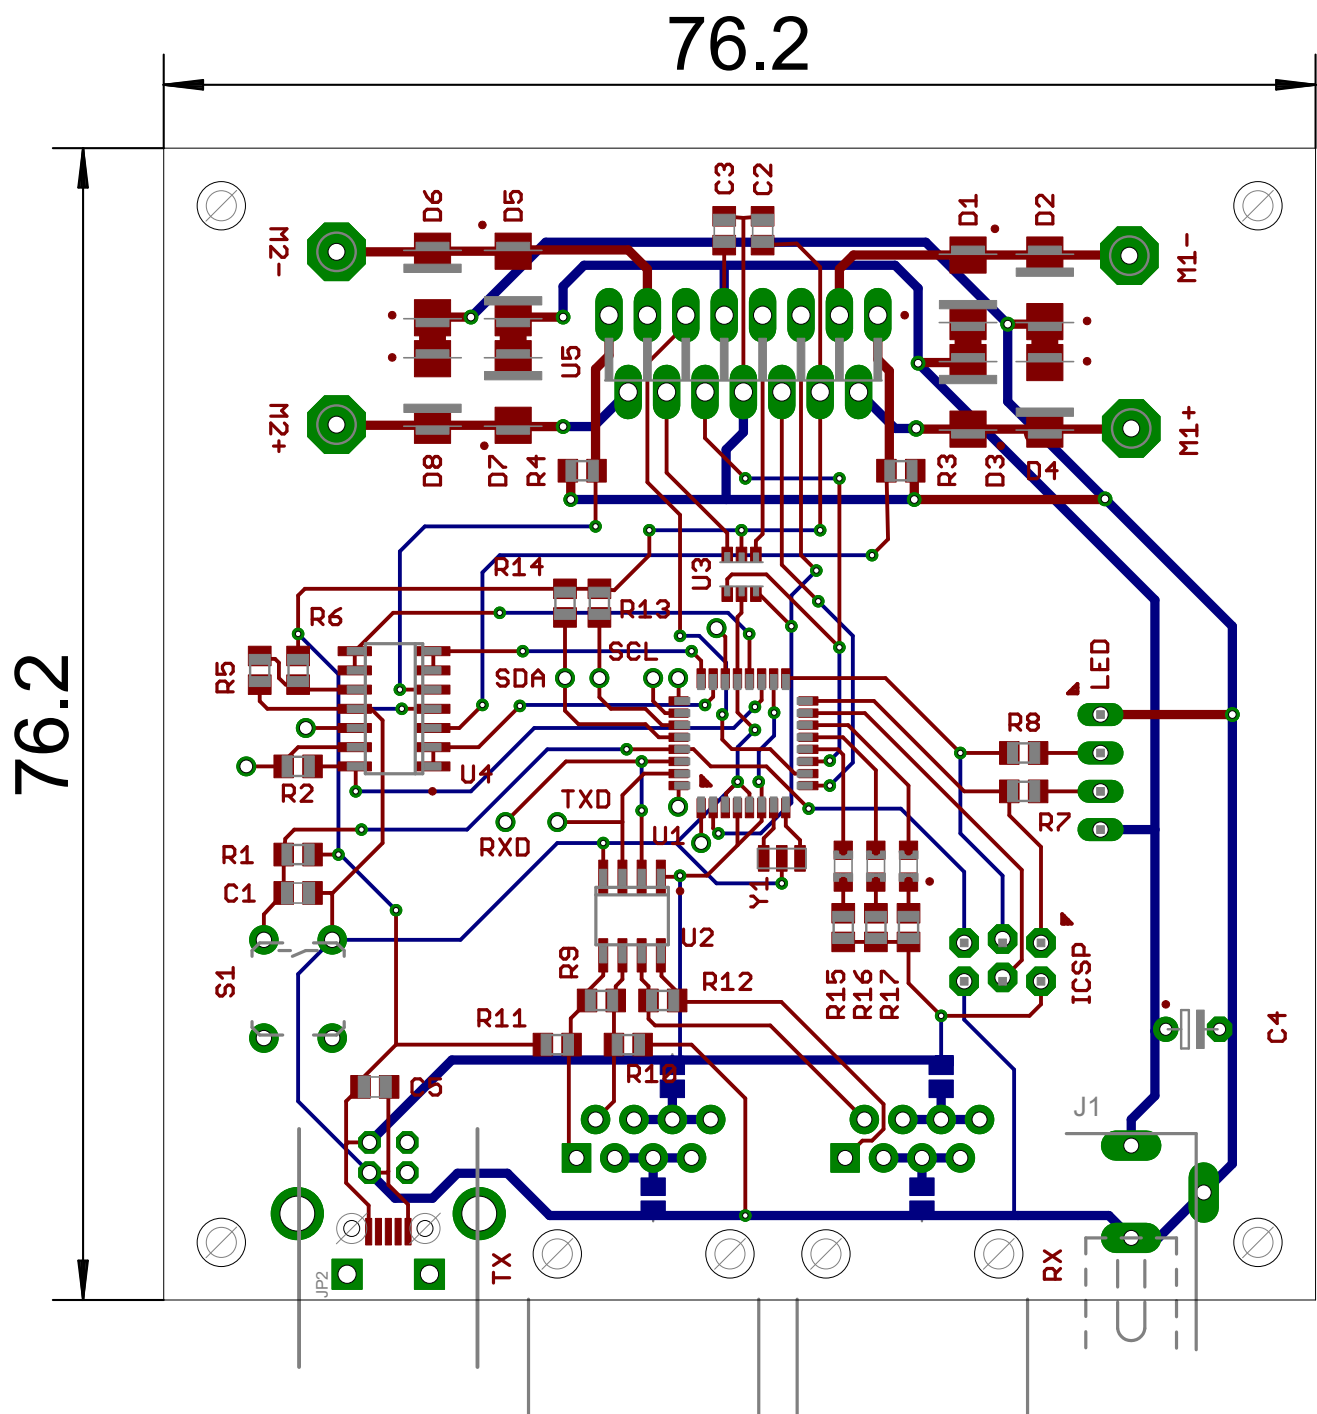 76.2
76.2
C3
C2
D6
D5
D1
D2
M2-
M1-
U5
M2+
M1+
D8
D7
R4
R3
D3
D4
R14
U3
R6
R13
SCL
R5
SDA
LED
R8
U4
R2
TXD
R7
RXD
U1
R1
C1
Y1
U2
S1
R9
R12
R15
R16
R17
ICSP
R11
C4
R10
C5
J1
TX
RX
JP2